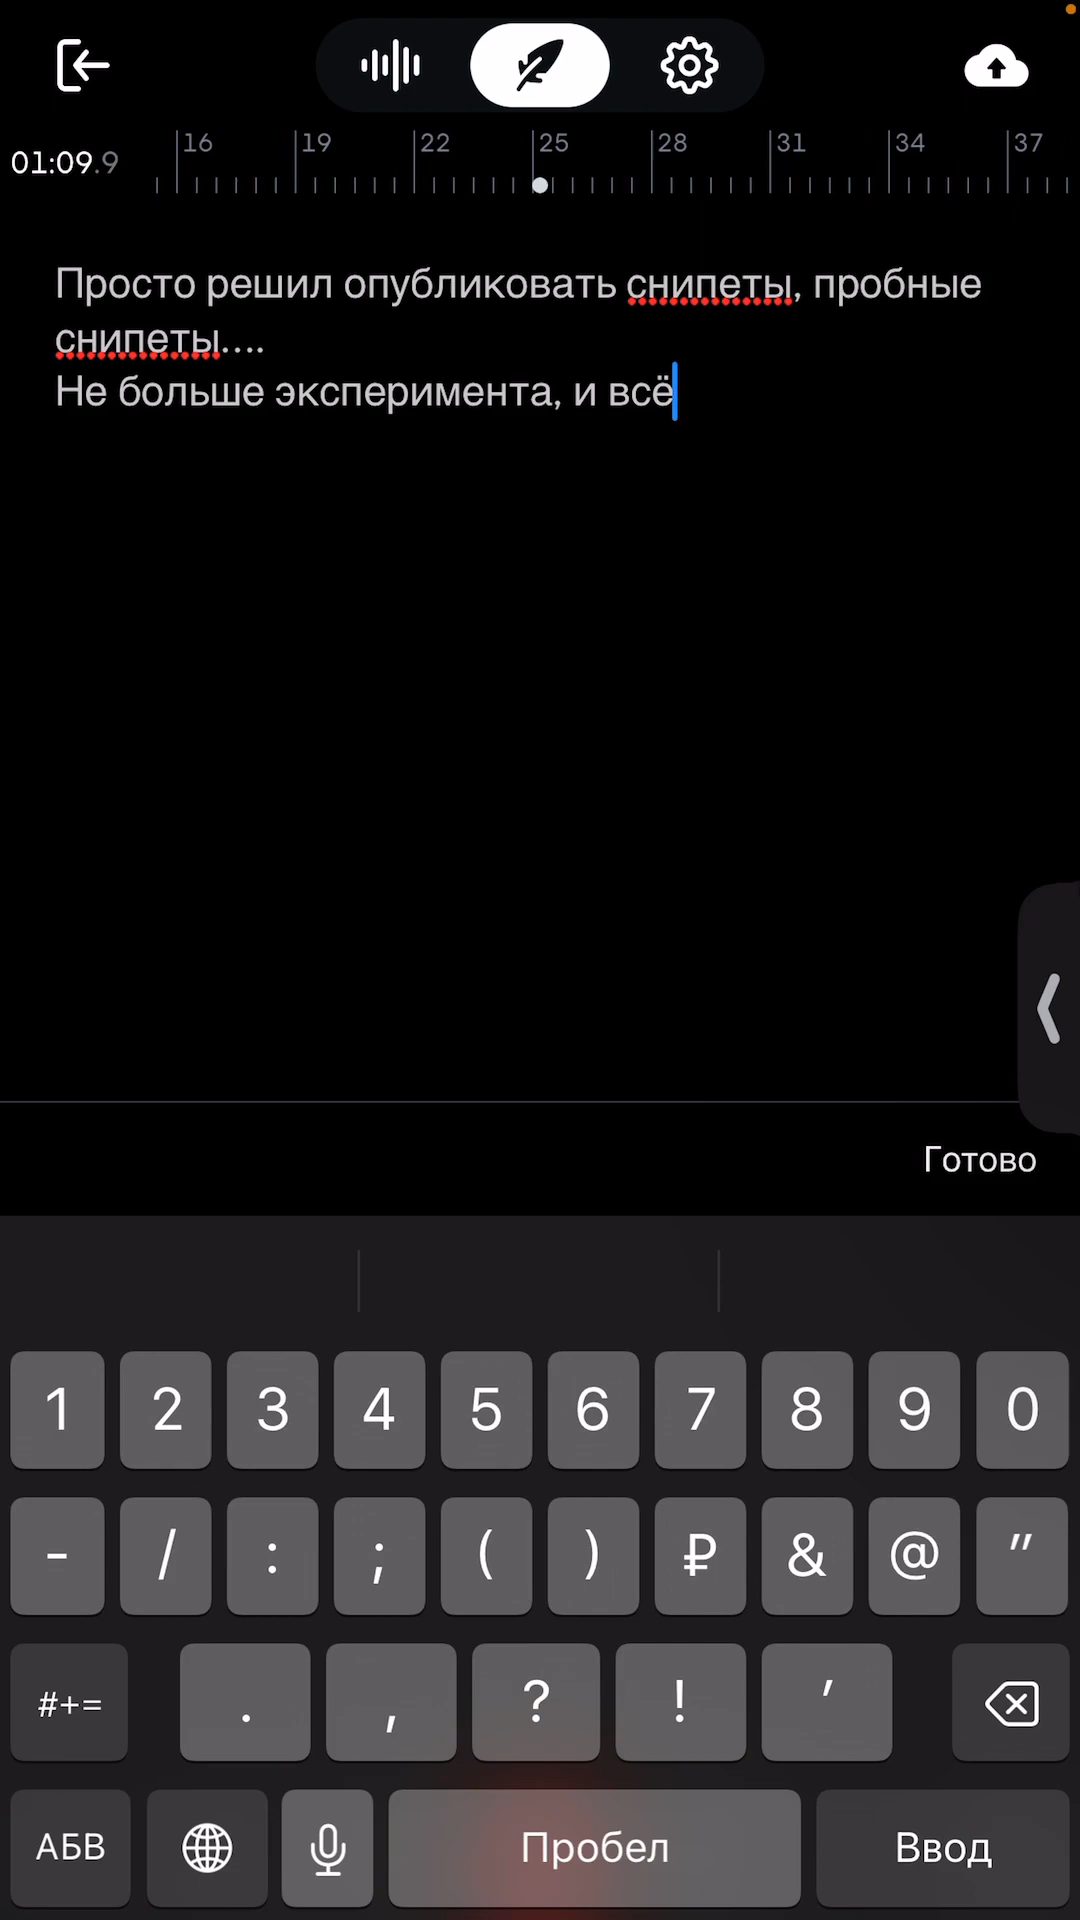 01:09.9
16 19 22 25 28 31 34 37
Просто решил опубликовать снипеты, пробные
снипеты....
Не больше эксперимента, и всё
Готово
1 2 3 4 5 6 7 8 9 0
- / : ; ( ) ₽ & @ "
#+= . , ? ! '
АБВ Пробел Ввод